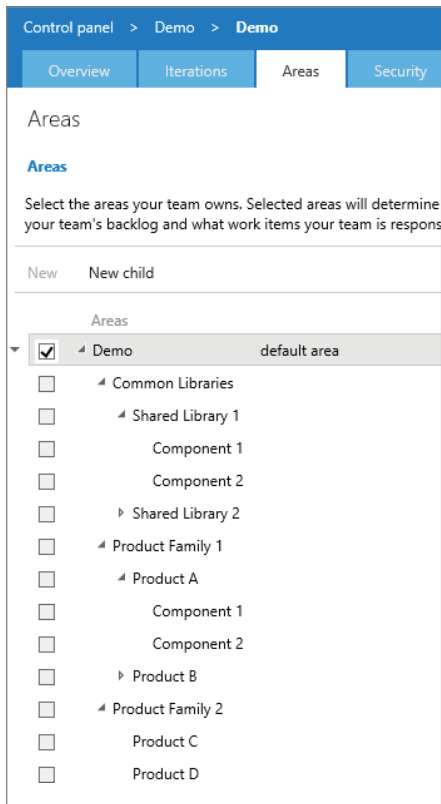 Control panel > Demo > Demo
Overview Iterations Areas Security
Areas
Areas
Select the areas your team owns. Selected areas will determine
your team's backlog and what work items your team is respons
New New child
Areas
Demo default area
Common Libraries
Shared Library 1
Component 1
Component 2
Shared Library 2
Product Family 1
Product A
Component 1
Component 2
Product B
Product Family 2
Product C
Product D